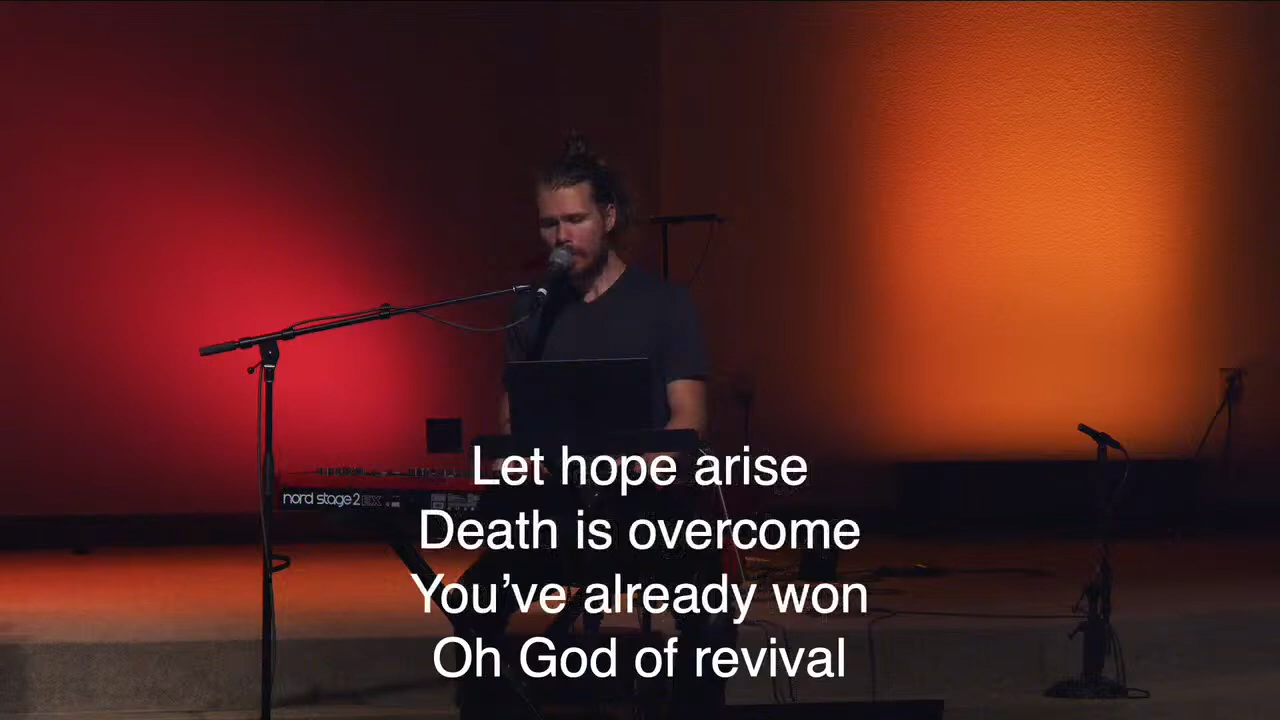 nord stage 2 EX
Let hope arise
Death is overcome
You’ve already won
Oh God of revival